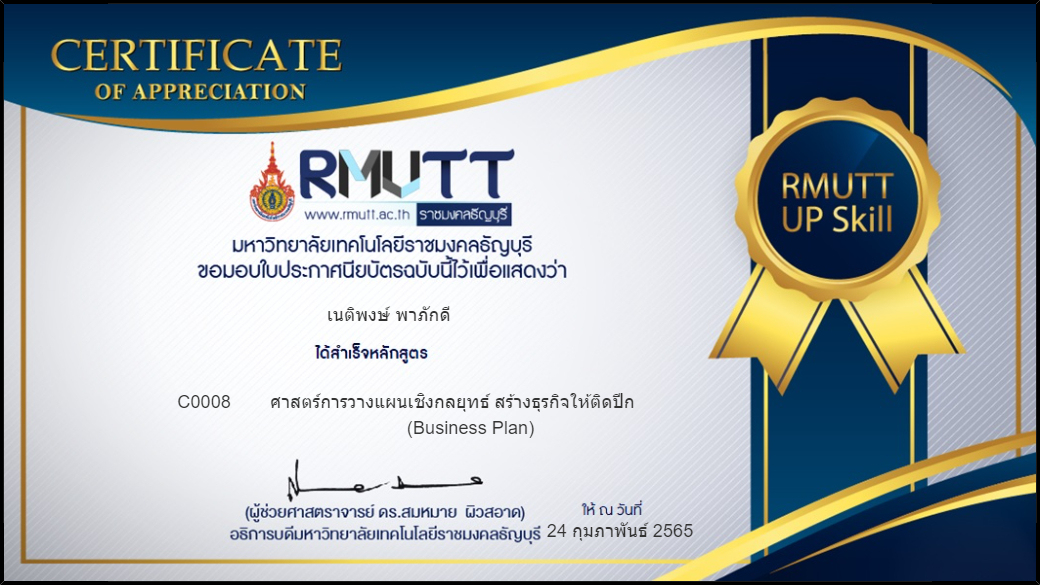 CERTIFICATE
OF APPRECIATION
RMUTT
www.rmutt.ac.th ราชมงคลธัญบุรี
RMUTT
UP Skill
มหาวิทยาลัยเทคโนโลยีราชมงคลธัญบุรี
ขอมอบใบประกาศนียบัตรฉบับนี้ไว้เพื่อแสดงว่า
เนติพงษ์ พาภักดี
ได้สำเร็จหลักสูตร
C0008 ศาสตร์การวางแผนเชิงกลยุทธ์ สร้างธุรกิจให้ติดปีก
(Business Plan)
(ผู้ช่วยศาสตราจารย์ ดร.สมหมาย ผิวสอาด)
อธิการบดีมหาวิทยาลัยเทคโนโลยีราชมงคลธัญบุรี
ให้ ณ วันที่
24 กุมภาพันธ์ 2565